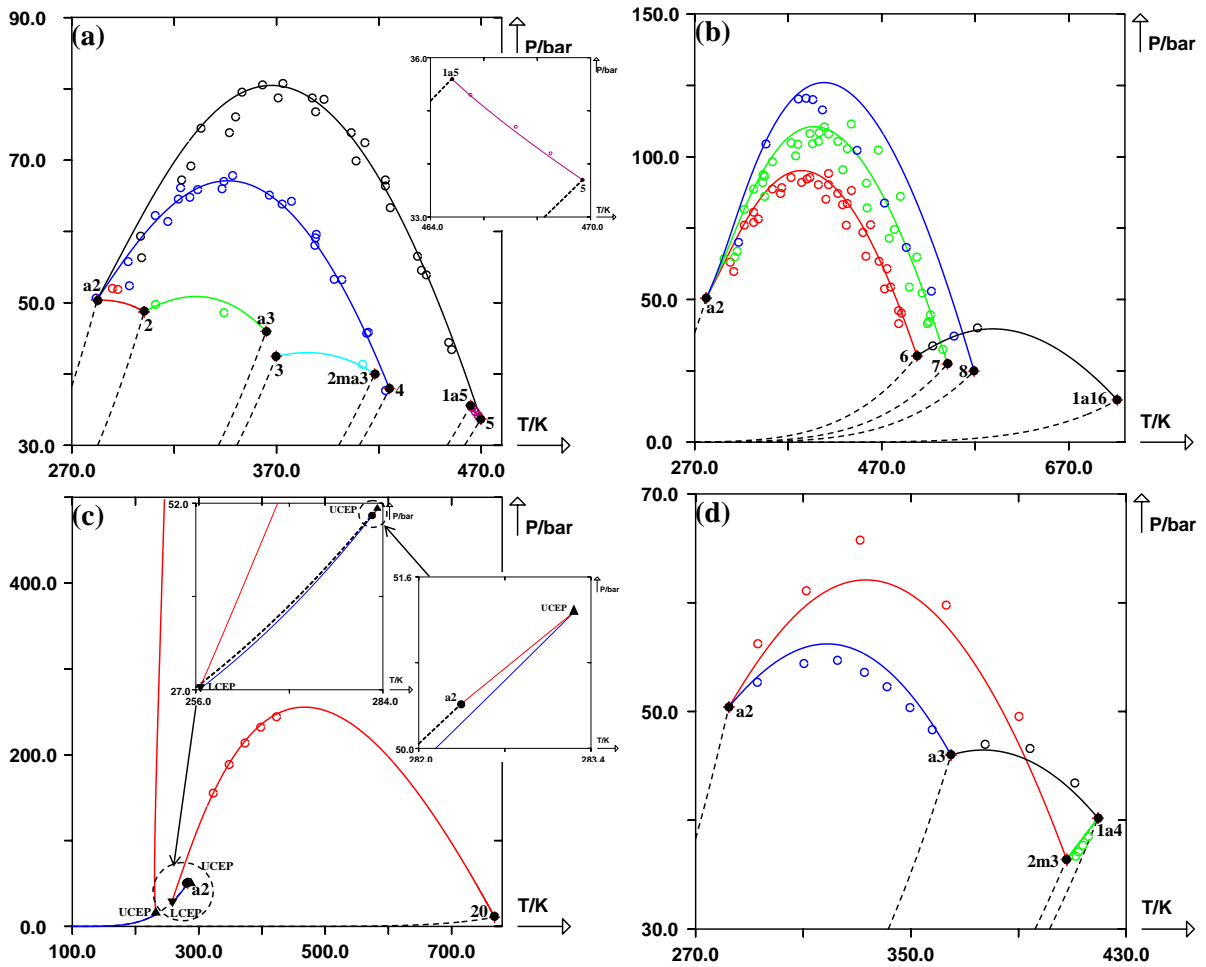 90.0
(a)
P/bar
36.0
P/bar
1a5
5
33.0
T/K
464.0
470.0
70.0
50.0
a2
2
a3
3
2ma3
4
1a5
5
30.0
T/K
270.0
370.0
470.0
150.0
(b)
P/bar
100.0
50.0
a2
6
7
8
1a16
0.0
T/K
270.0
470.0
670.0
(c)
P/bar
400.0
52.0
UCEP
P/bar
LCEP
27.0
T/K
256.0
284.0
51.6
P/bar
UCEP
a2
50.0
T/K
282.0
283.4
200.0
UCEP
a2
UCEP
LCEP
20
0.0
T/K
100.0
300.0
500.0
700.0
70.0
(d)
P/bar
50.0
a2
a3
1a4
2m3
30.0
T/K
270.0
350.0
430.0